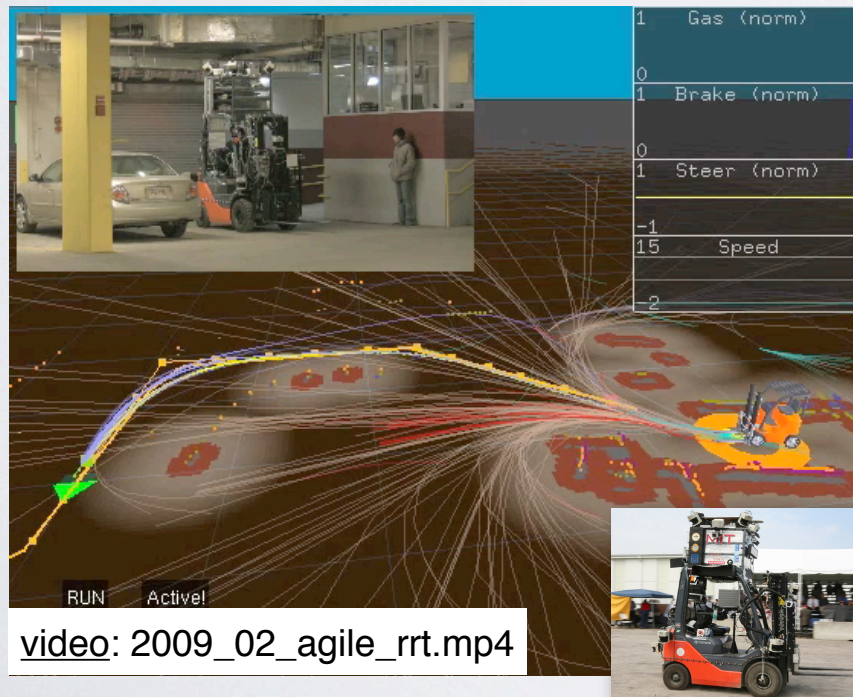 1 Gas (norm)
0
1 Brake (norm)
0
1 Steer (norm)
-1
15 Speed
-2
RUN Active!
video: 2009_02_agile_rrt.mp4
MIT